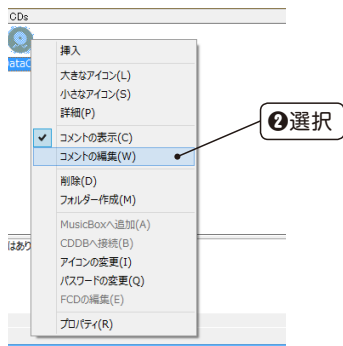 CDs
ataC
挿入
大きなアイコン(L)
小さなアイコン(S)
詳細(P)
コメントの表示(C)
コメントの編集(W)
❷選択
削除(D)
フォルダー作成(M)
MusicBoxへ追加(A)
はあり
CDDBへ接続(B)
アイコンの変更(I)
パスワードの変更(Q)
FCDの編集(E)
プロパティ(R)